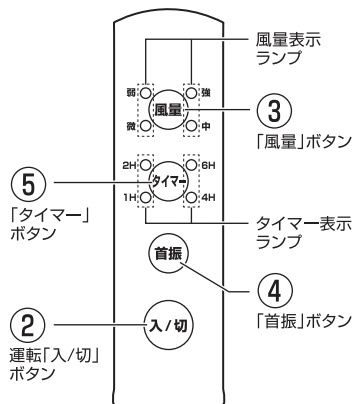 風量表示
ランプ
弱
強
風量
微
中
③
「風量」ボタン
2H
6H
タイマー
1H
4H
⑤
「タイマー」
ボタン
タイマー表示
ランプ
首振
④
「首振」ボタン
②
運転「入/切」
ボタン
入/切